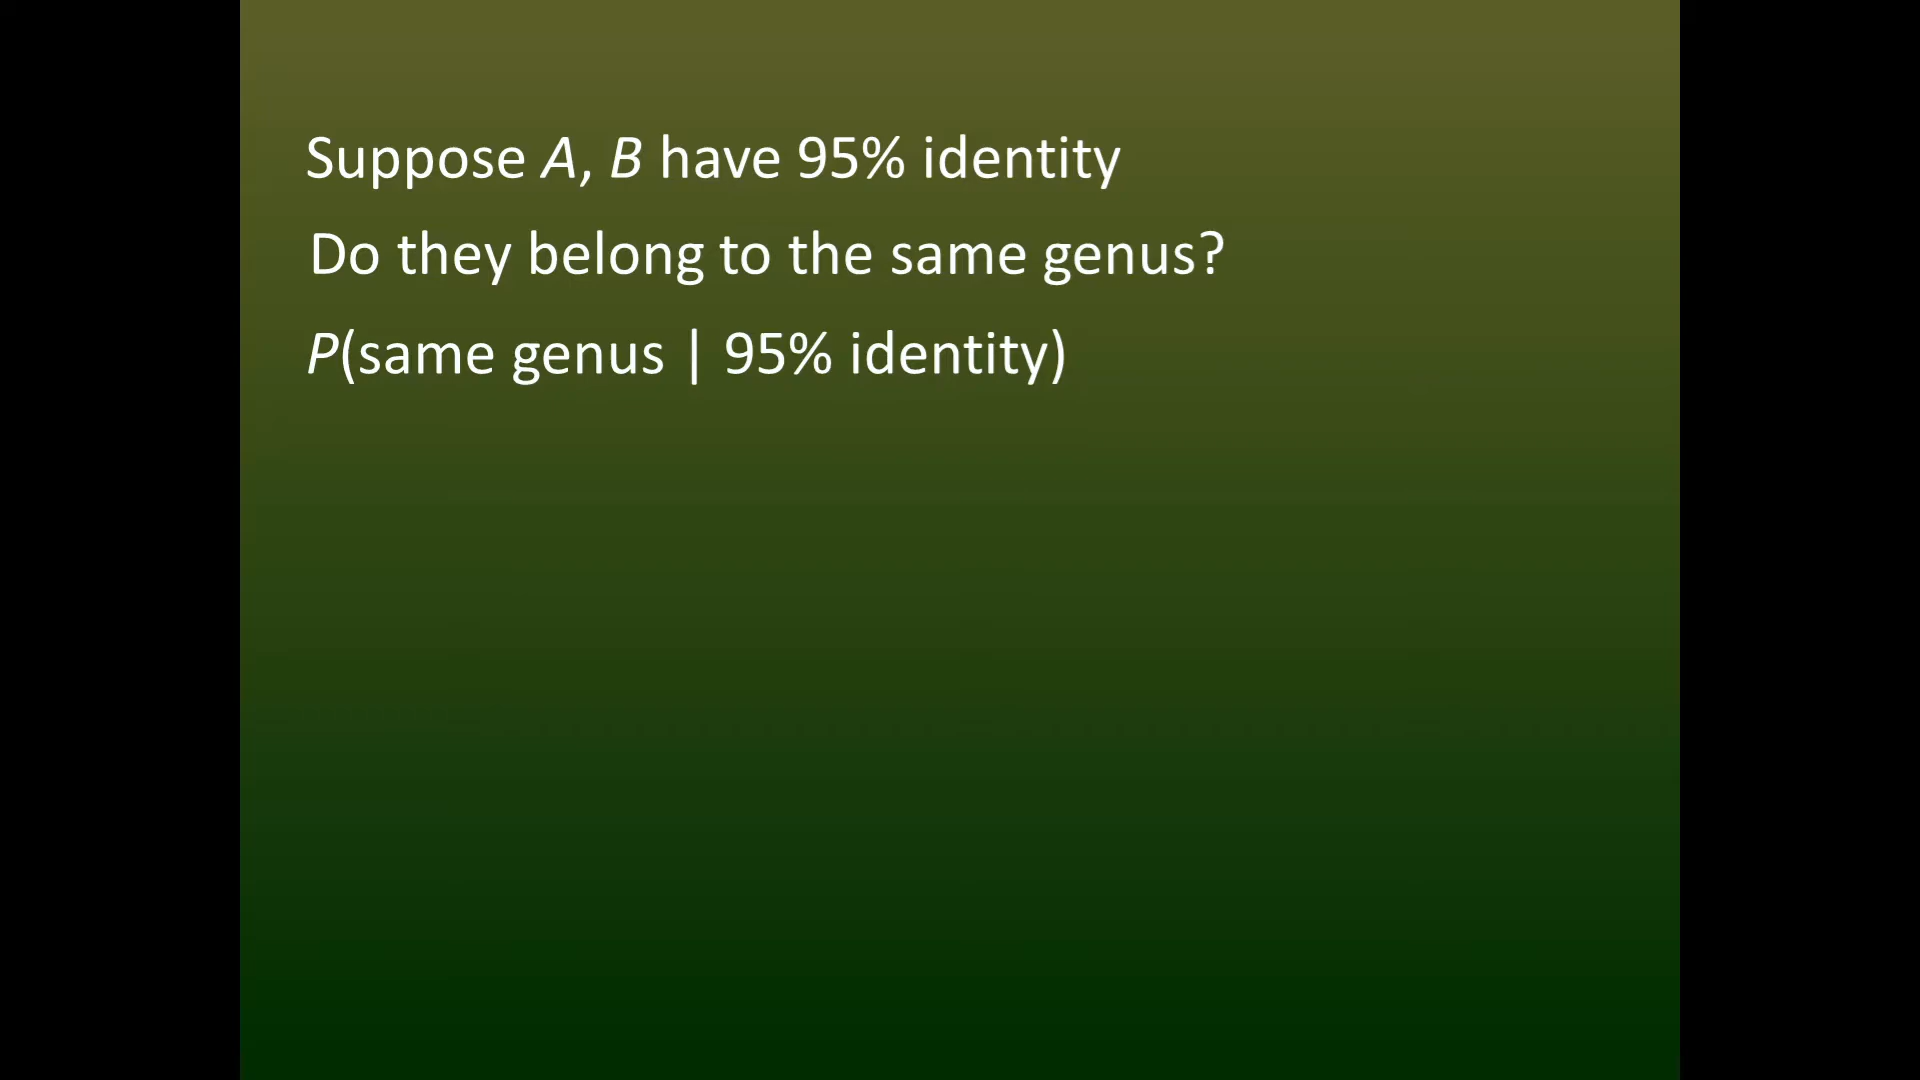 Suppose A, B have 95% identity
Do they belong to the same genus?
P(same genus | 95% identity)